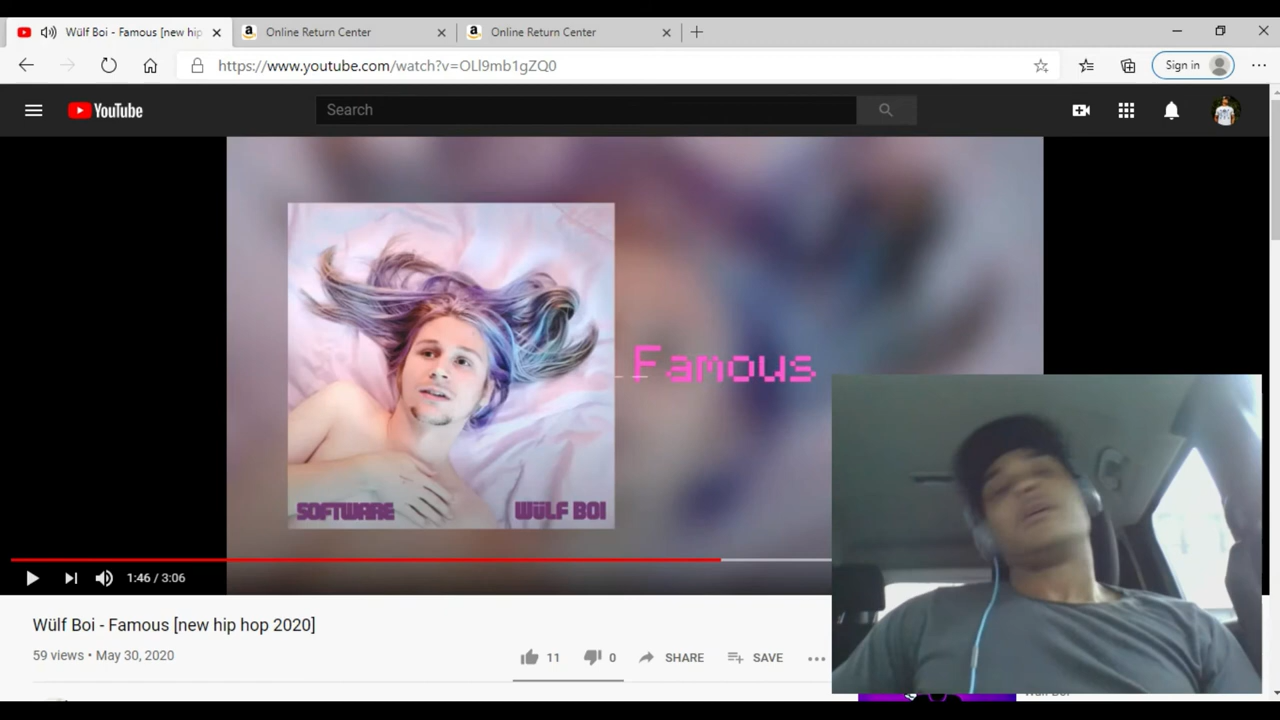 Wülf Boi - Famous [new hip
Online Return Center
Online Return Center
https://www.youtube.com/watch?v=OLl9mb1gZQ0
Sign in
YouTube
Search
Famous
SOFTWARE
WÜLF BOI
1:46 / 3:06
Wülf Boi - Famous [new hip hop 2020]
59 views • May 30, 2020
11
0
SHARE
SAVE